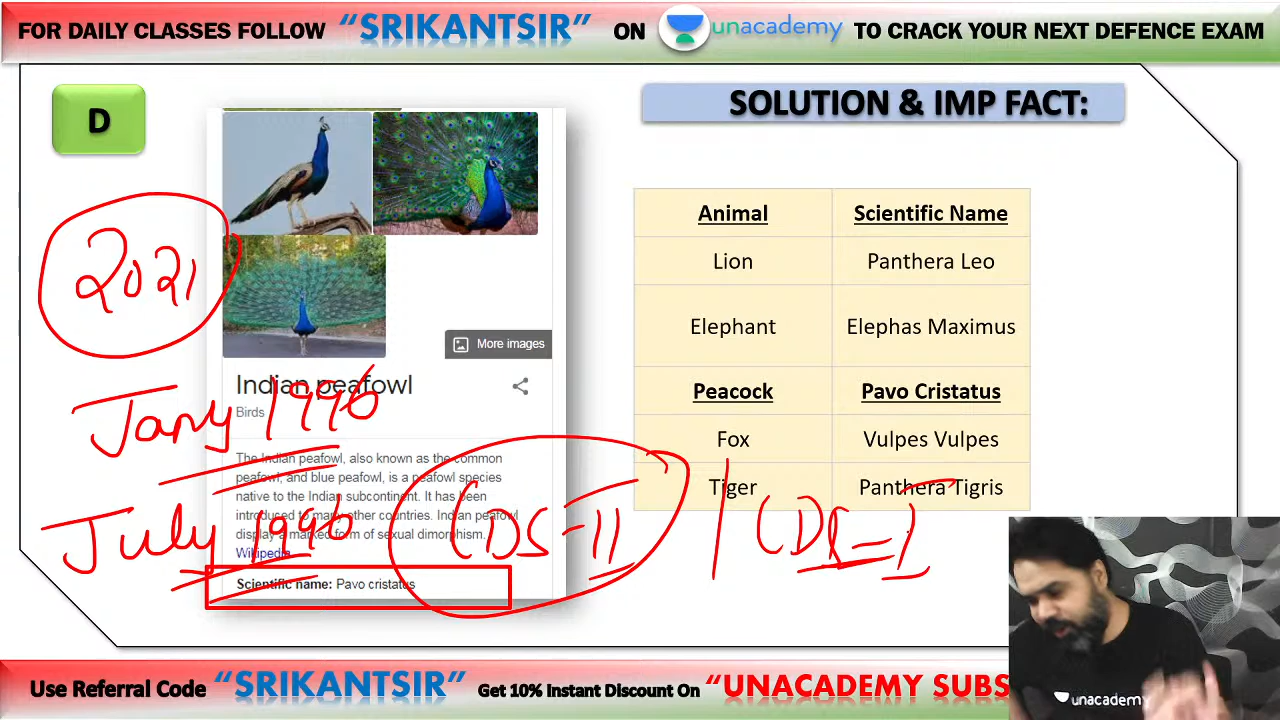 FOR DAILY CLASSES FOLLOW "SRIKANTSIR" ON unacademy TO CRACK YOUR NEXT DEFENCE EXAM
D
SOLUTION & IMP FACT:
More images
Indian peafowl
Birds
The Indian peafowl, also known as the common
peafowl, and blue peafowl, is a peafowl species
native to the Indian subcontinent. It has been
introduced to many other countries. Indian peafowl
display a marked form of sexual dimorphism.
Wikipedia
Scientific name: Pavo cristatus
2021
Jany 1996
July 1996
CDS-II
CDS-I
Animal Scientific Name
Lion Panthera Leo
Elephant Elephas Maximus
Peacock Pavo Cristatus
Fox Vulpes Vulpes
Tiger Panthera Tigris
unacademy
Use Referral Code "SRIKANTSIR" Get 10% Instant Discount On "UNACADEMY SUBS